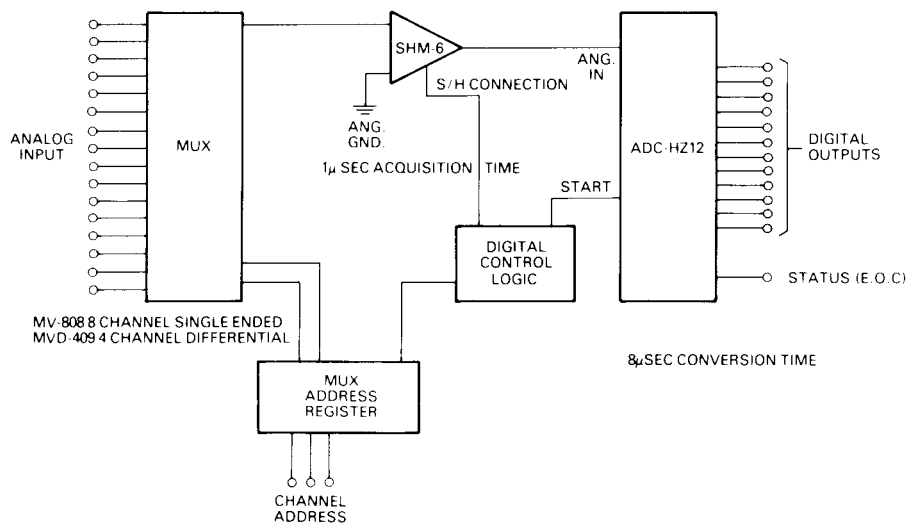 ANALOG
INPUT
MUX
SHM-6
S/H CONNECTION
ANG.
GND.
1μ SEC ACQUISITION TIME
ANG.
IN
ADC-HZ12
DIGITAL
OUTPUTS
START
DIGITAL
CONTROL
LOGIC
STATUS (E.O.C)
MV-808 8 CHANNEL SINGLE ENDED
MVD-409 4 CHANNEL DIFFERENTIAL
8μSEC CONVERSION TIME
MUX
ADDRESS
REGISTER
CHANNEL
ADDRESS